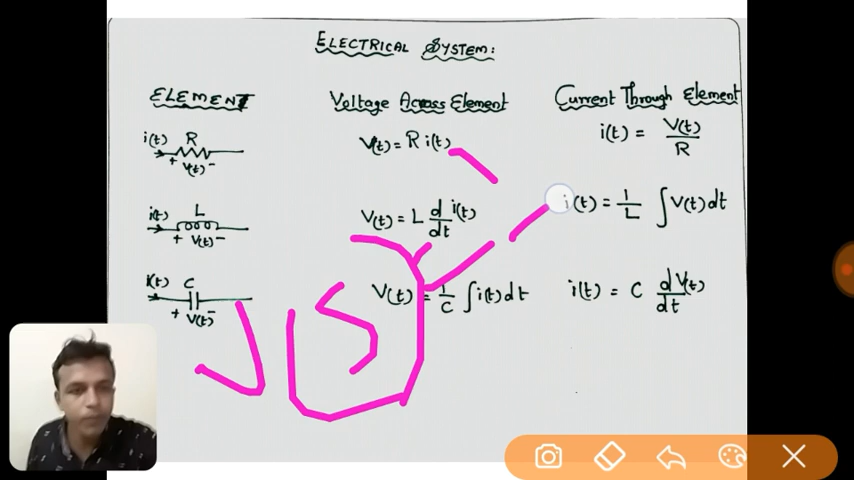 ELECTRICAL SYSTEM:
ELEMENT Voltage Across Element Current Through Element
i(t) R
+ V(t) -
V(t) = R i(t)
i(t) = V(t) / R
i(t) L
+ V(t) -
V(t) = L d/dt i(t)
i(t) = 1/L ∫ V(t) dt
i(t) C
+ V(t) -
V(t) = 1/C ∫ i(t) dt
i(t) = C dV(t)/dt